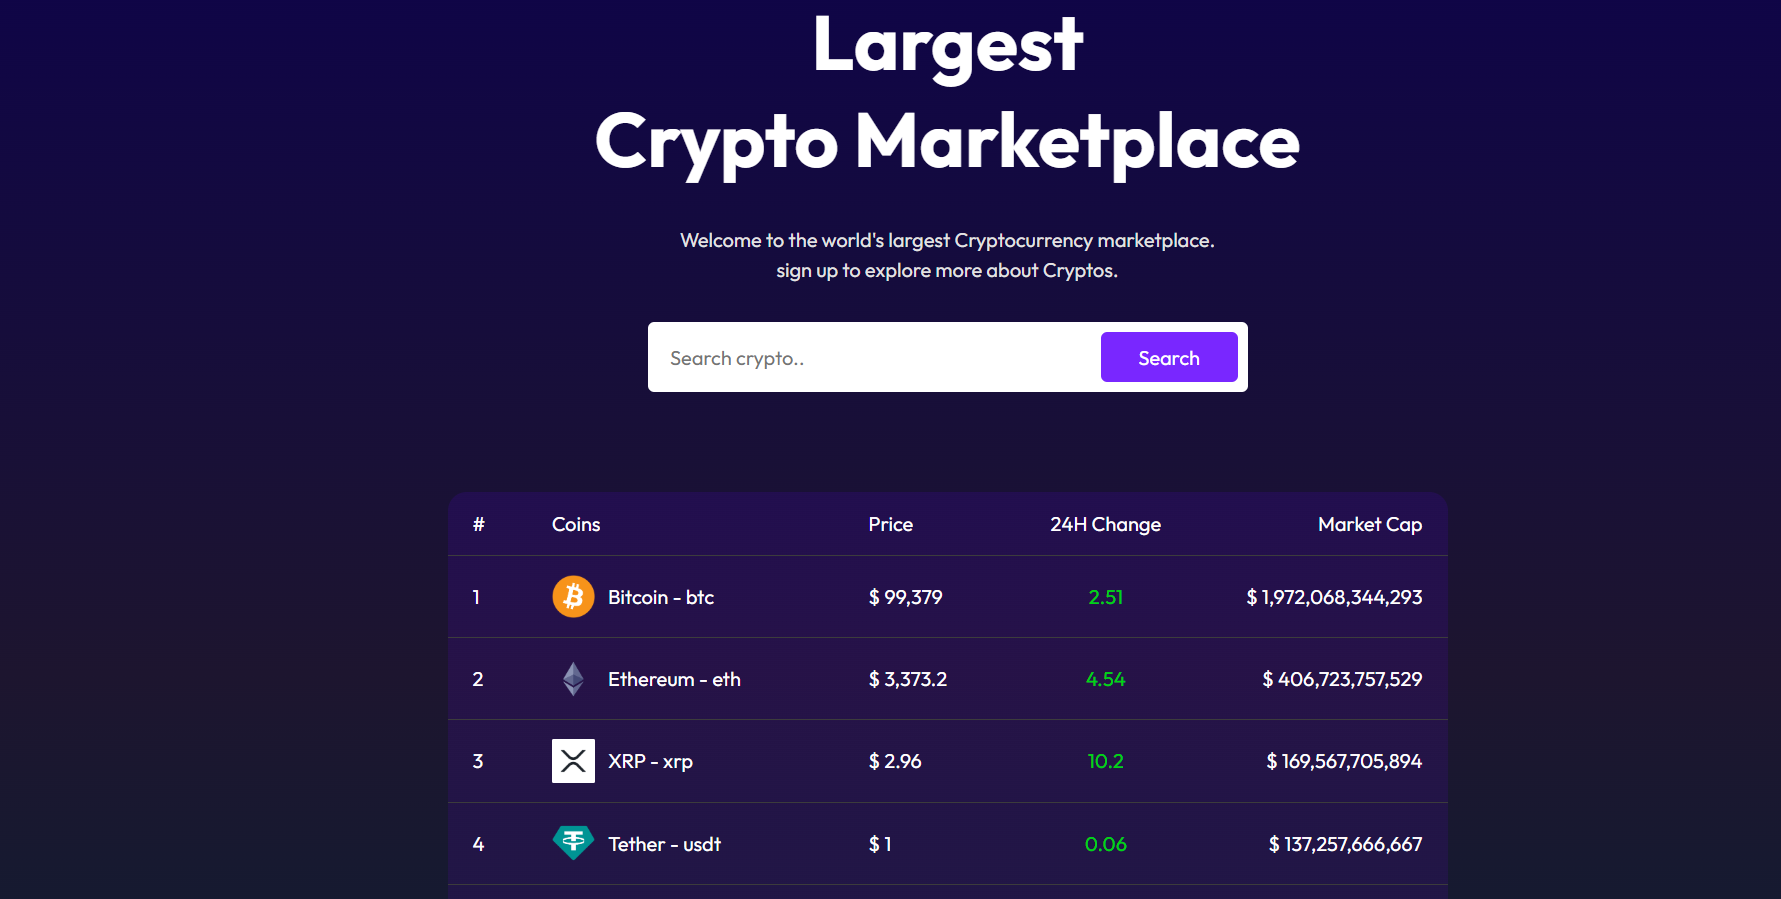 Largest
Crypto Marketplace
Welcome to the world's largest Cryptocurrency marketplace.
sign up to explore more about Cryptos.
Search crypto.. Search
# Coins Price 24H Change Market Cap
1 Bitcoin - btc $ 99,379 2.51 $ 1,972,068,344,293
2 Ethereum - eth $ 3,373.2 4.54 $ 406,723,757,529
3 XRP - xrp $ 2.96 10.2 $ 169,567,705,894
4 Tether - usdt $ 1 0.06 $ 137,257,666,667